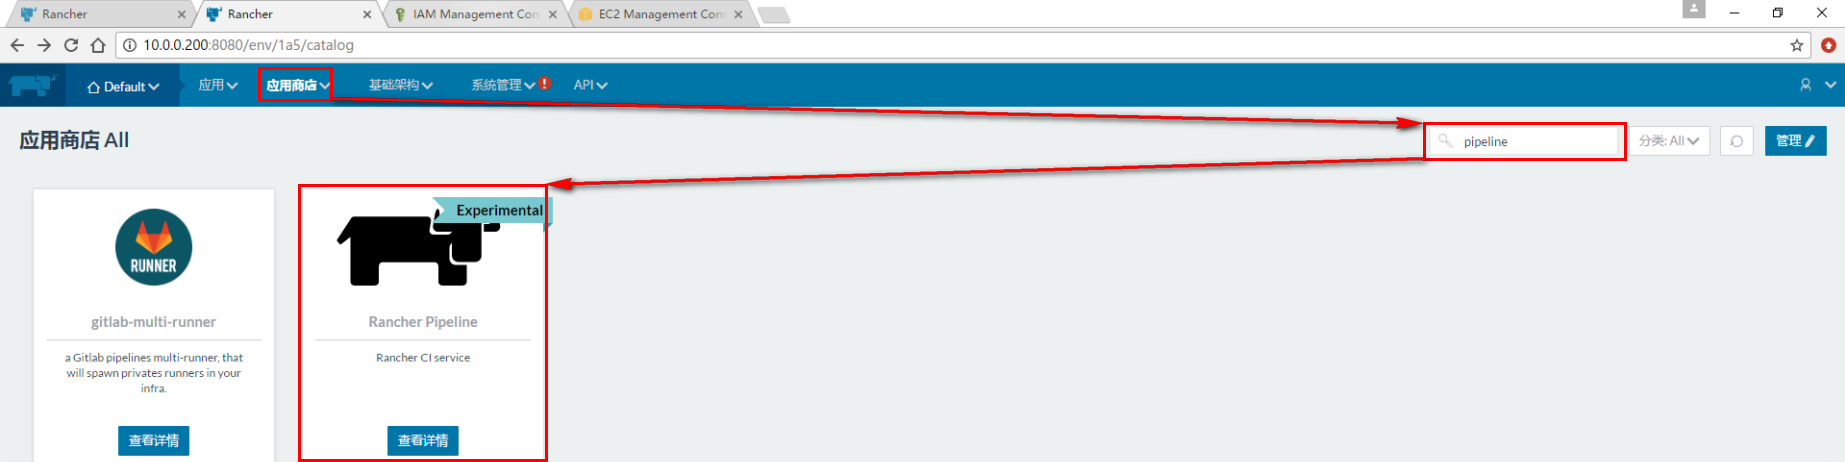 Rancher
Rancher
IAM Management Con
EC2 Management Cons
10.0.0.200:8080/env/1a5/catalog
Default
应用
应用商店
基础架构
系统管理
API
应用商店 All
pipeline
分类: All
管理
RUNNER
gitlab-multi-runner
a Gitlab pipelines multi-runner, that
will spawn privates runners in your
infra.
查看详情
Experimental
Rancher Pipeline
Rancher CI service
查看详情